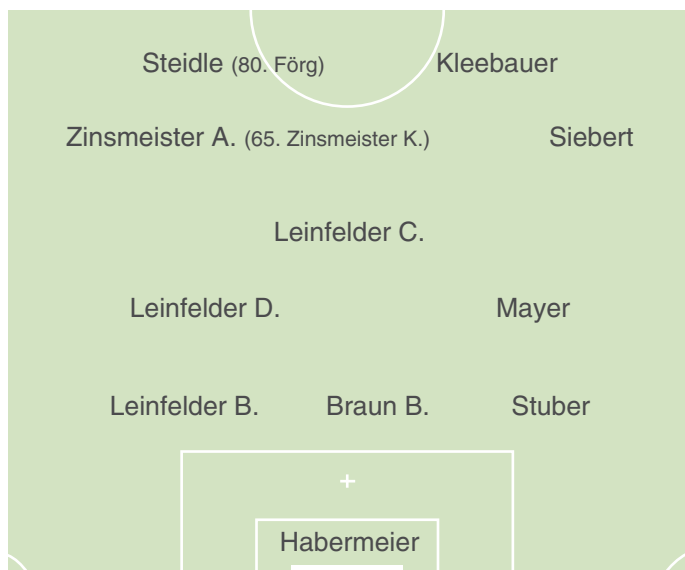 Steidle (80. Förg) Kleebauer
Zinsmeister A. (65. Zinsmeister K.) Siebert
Leinfelder C.
Leinfelder D. Mayer
Leinfelder B. Braun B. Stuber
Habermeier